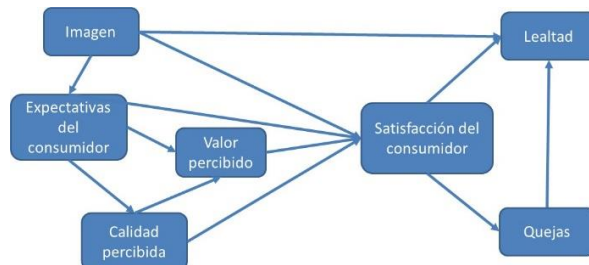 Imagen
Lealtad
Expectativas
del
consumidor
Valor
percibido
Satisfacción del
consumidor
Calidad
percibida
Quejas